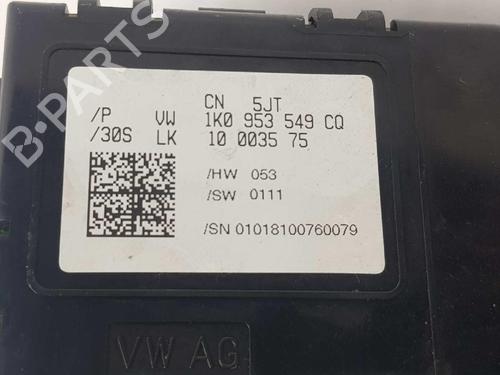 CN 5JT
/P VW 1K0 953 549 CQ
/30S LK 10 0035 75
/HW 053
/SW 0111
/SN 01018100760079
VW AG
B-PARTS